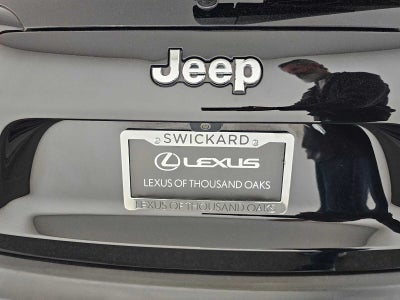 Jeep
SWICKARD
LEXUS
LEXUS OF THOUSAND OAKS
LEXUS OF THOUSAND OAKS